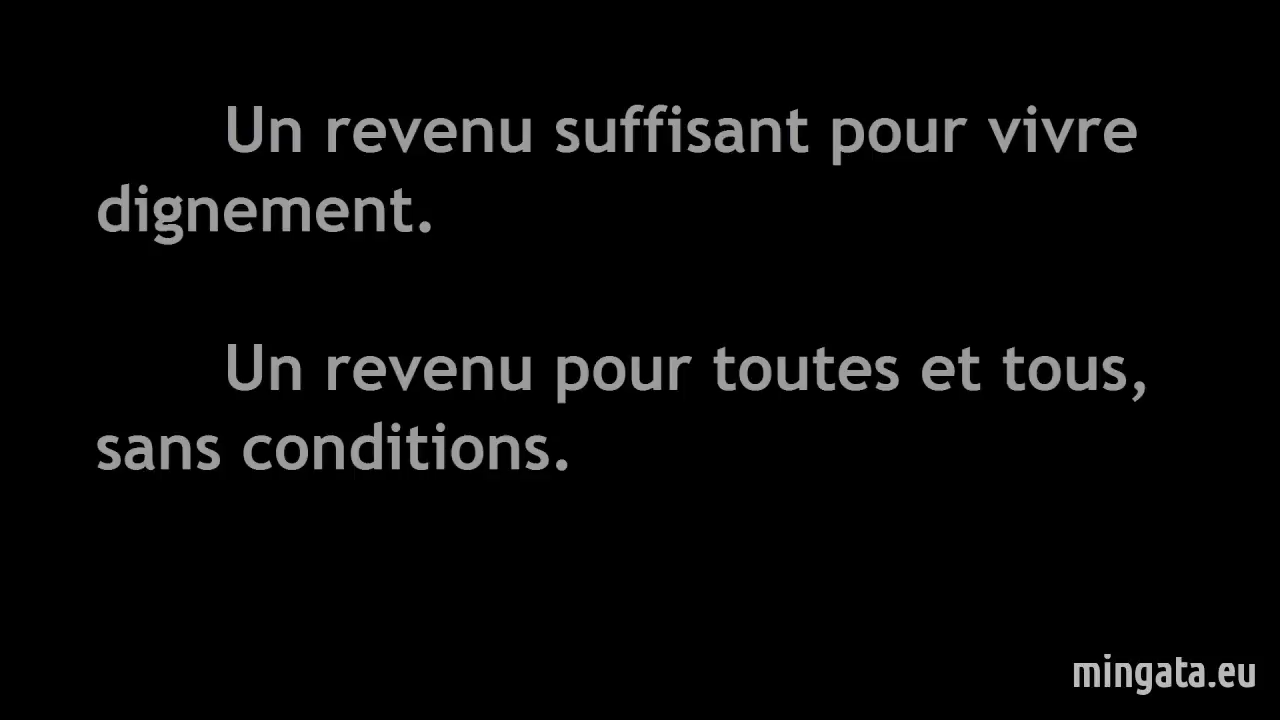 Un revenu suffisant pour vivre
dignement.
Un revenu pour toutes et tous,
sans conditions.
mingata.eu